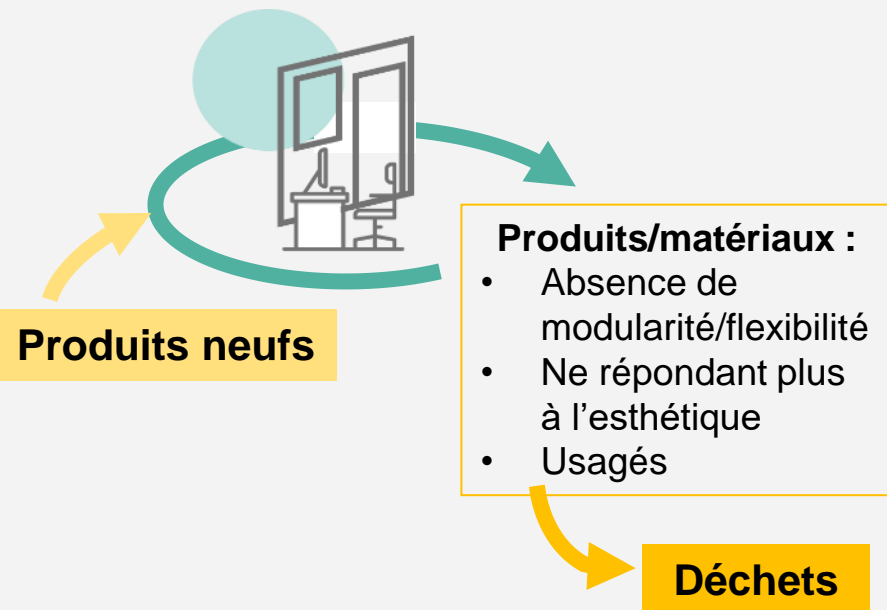 Produits neufs
Produits/matériaux :
• Absence de
modularité/flexibilité
• Ne répondant plus
à l’esthétique
• Usagés
Déchets